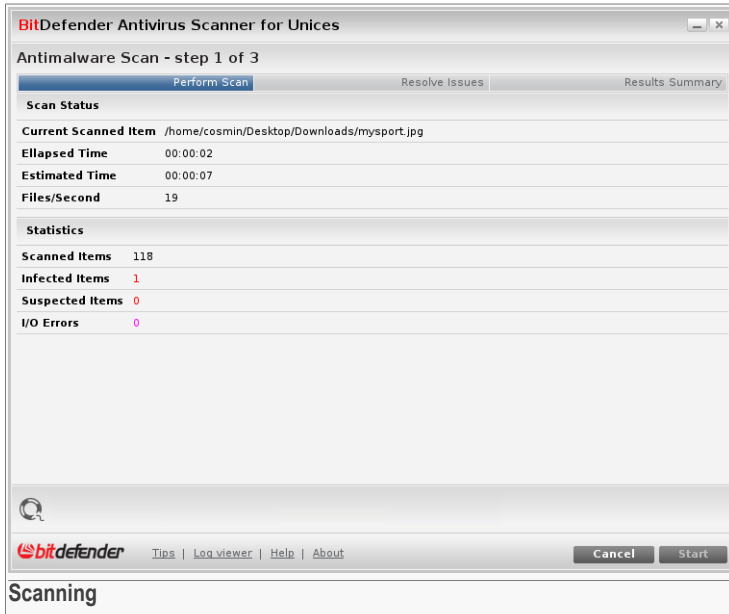 BitDefender Antivirus Scanner for Unices
Antimalware Scan - step 1 of 3
Perform Scan Resolve Issues Results Summary
Scan Status
Current Scanned Item /home/cosmin/Desktop/Downloads/mysport.jpg
Ellapsed Time 00:00:02
Estimated Time 00:00:07
Files/Second 19
Statistics
Scanned Items 118
Infected Items 1
Suspected Items 0
I/O Errors 0
bitdefender Tips | Log viewer | Help | About Cancel Start
Scanning